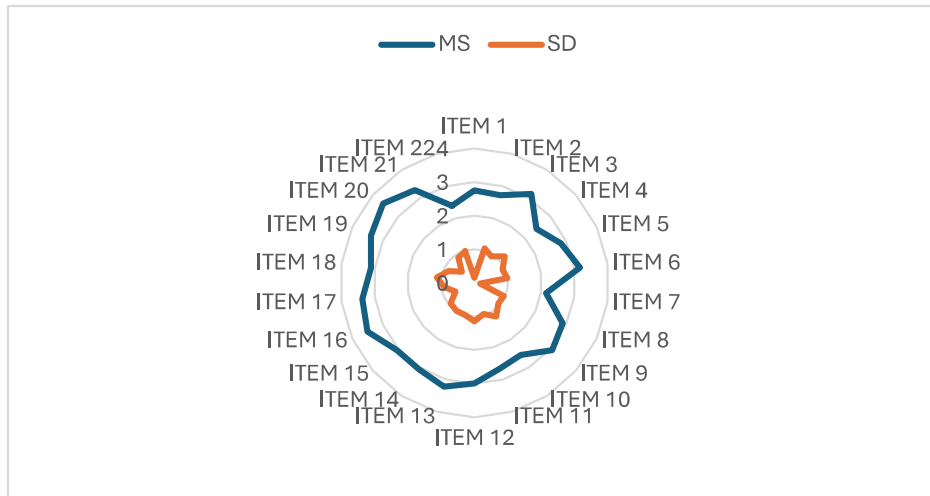 MS SD
ITEM 1
ITEM 2
ITEM 3
ITEM 4
ITEM 5
ITEM 6
ITEM 7
ITEM 8
ITEM 9
ITEM 10
ITEM 11
ITEM 12
ITEM 13
ITEM 14
ITEM 15
ITEM 16
ITEM 17
ITEM 18
ITEM 19
ITEM 20
ITEM 21
ITEM 22
4
3
2
1
0